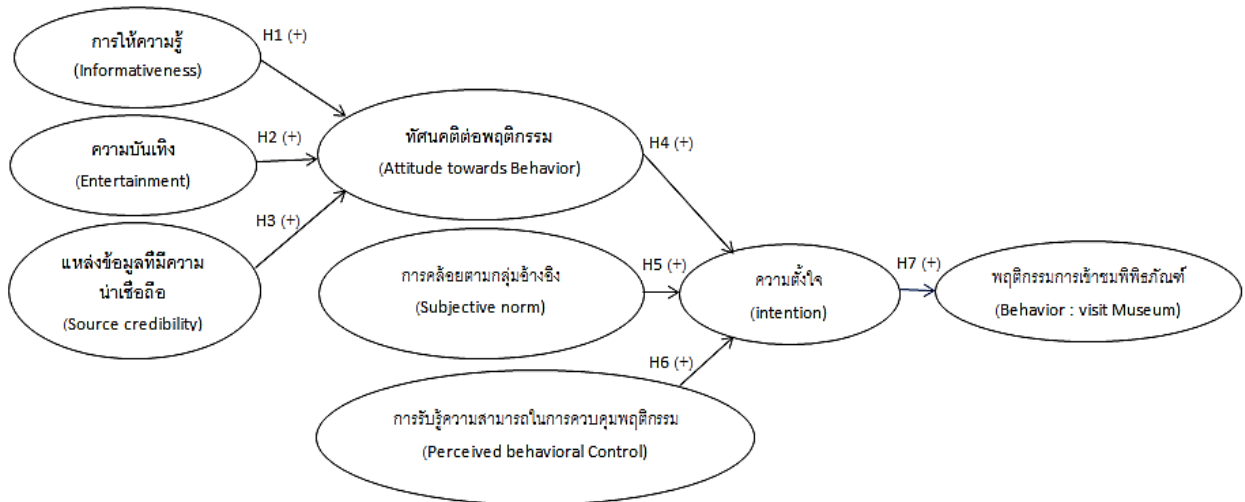 การให้ความรู้
(Informativeness)
H1 (+)
ความบันเทิง
(Entertainment)
H2 (+)
แหล่งข้อมูลที่มีความ
น่าเชื่อถือ
(Source credibility)
H3 (+)
ทัศนคติต่อพฤติกรรม
(Attitude towards Behavior)
H4 (+)
การคล้อยตามกลุ่มอ้างอิง
(Subjective norm)
H5 (+)
การรับรู้ความสามารถในการควบคุมพฤติกรรม
(Perceived behavioral Control)
H6 (+)
ความตั้งใจ
(intention)
H7 (+)
พฤติกรรมการเข้าชมพิพิธภัณฑ์
(Behavior : visit Museum)